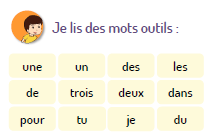 Je lis des mots outils :
une un des les
de trois deux dans
pour tu je du